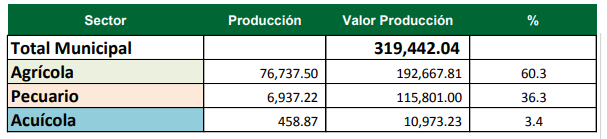 Sector Producción Valor Producción %
Total Municipal 319,442.04
Agrícola 76,737.50 192,667.81 60.3
Pecuario 6,937.22 115,801.00 36.3
Acuícola 458.87 10,973.23 3.4